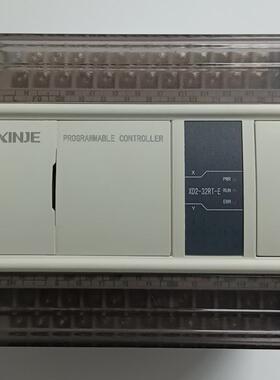 XINJE
PROGRAMMABLE CONTROLLER
X
XD2-32RT-E
PWR
RUN
ERR
Y